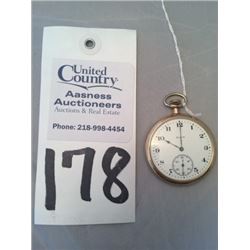 United
Country
Aasness
Auctioneers
Auctions & Real Estate
Phone: 218-998-4454
178